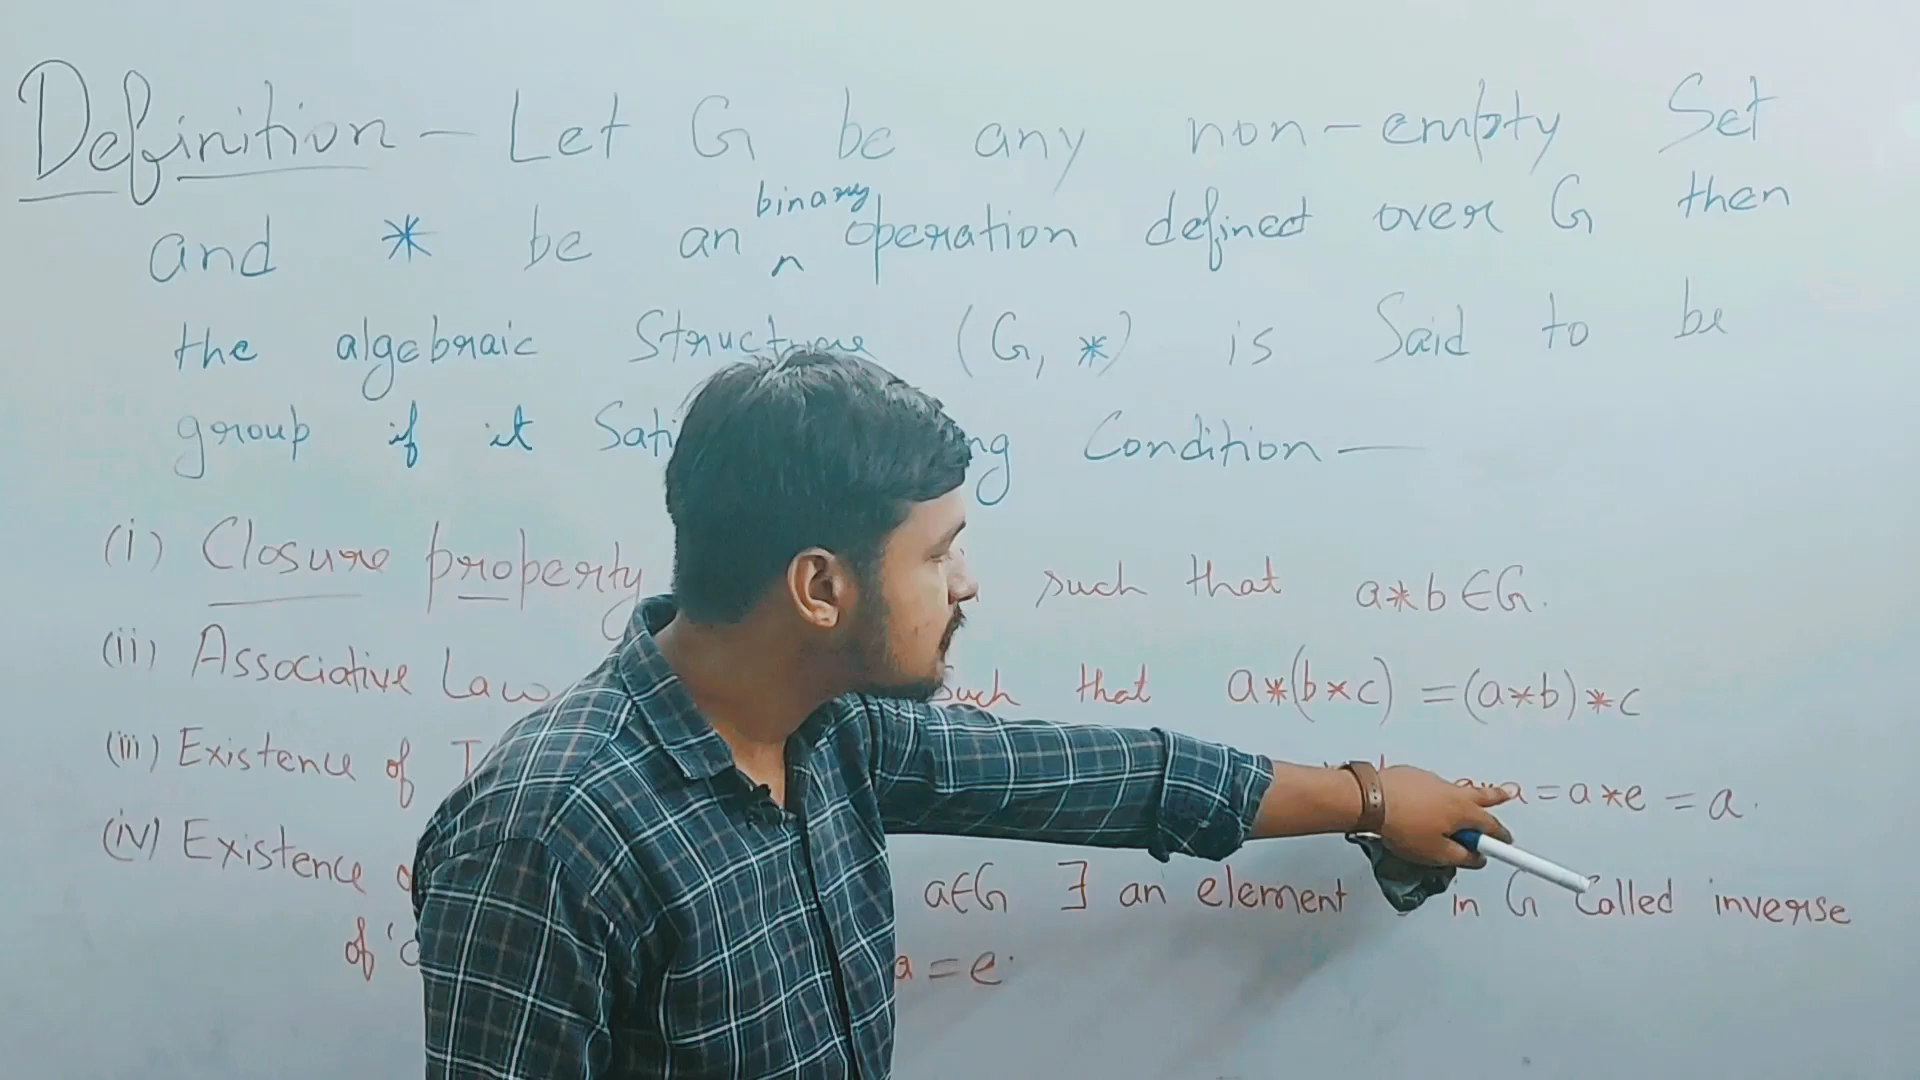 Definition - Let G be any non-empty Set
and * be an binary operation defined over G then
the algebraic Structure (G, *) is Said to be
group if it Condition -
(i) Closure property such that a*b ∈ G.
(ii) Associative Law such that a*(b*c) = (a*b)*c
(iii) Existence of = a*e = a.
(iv) Existence a∈G ∃ an element in G Called inverse
of a = e.